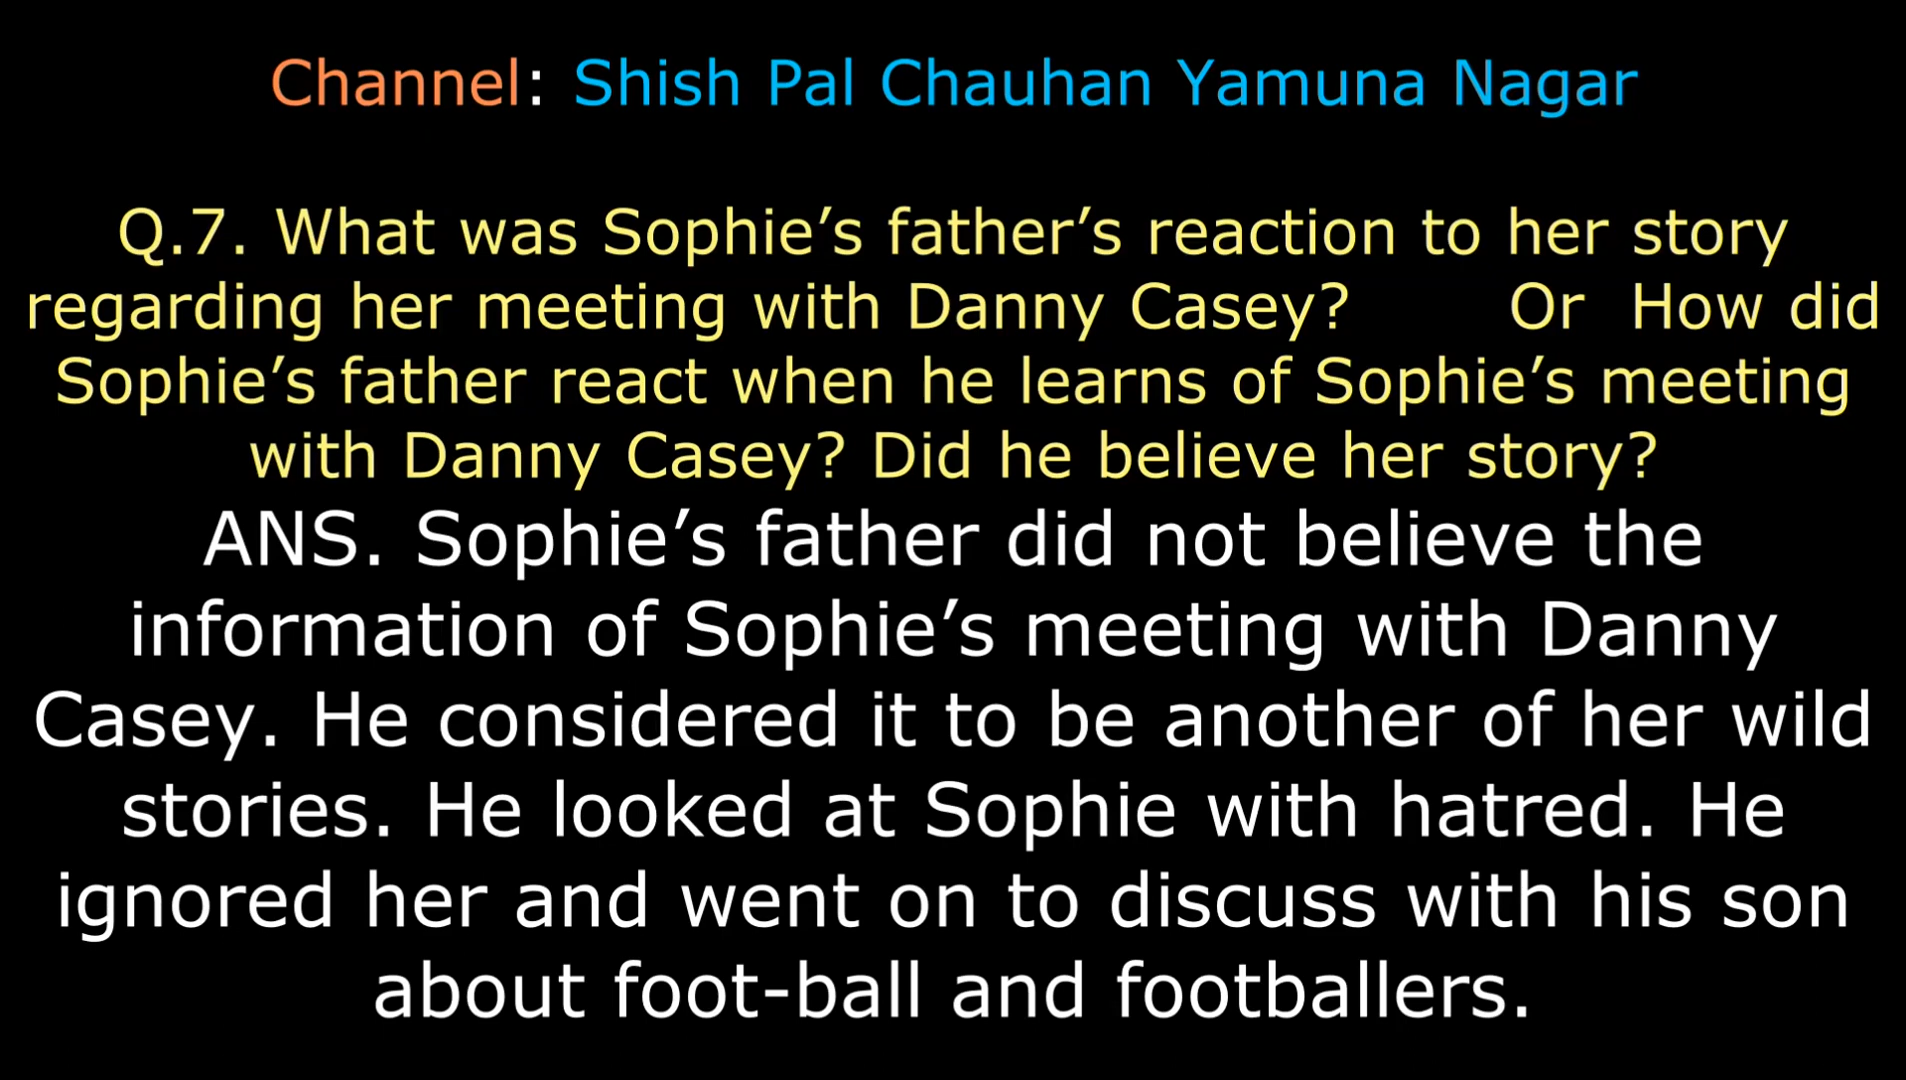 Channel: Shish Pal Chauhan Yamuna Nagar
Q.7. What was Sophie’s father’s reaction to her story
regarding her meeting with Danny Casey? Or How did
Sophie’s father react when he learns of Sophie’s meeting
with Danny Casey? Did he believe her story?
ANS. Sophie’s father did not believe the
information of Sophie’s meeting with Danny
Casey. He considered it to be another of her wild
stories. He looked at Sophie with hatred. He
ignored her and went on to discuss with his son
about foot-ball and footballers.